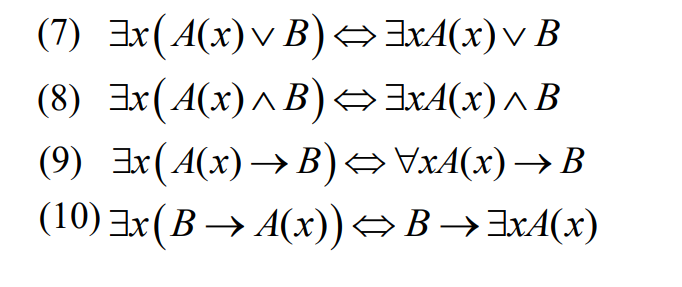 (7) ∃x(A(x)∨B)⇔∃xA(x)∨B
(8) ∃x(A(x)∧B)⇔∃xA(x)∧B
(9) ∃x(A(x)→B)⇔∀xA(x)→B
(10) ∃x(B→A(x))⇔B→∃xA(x)